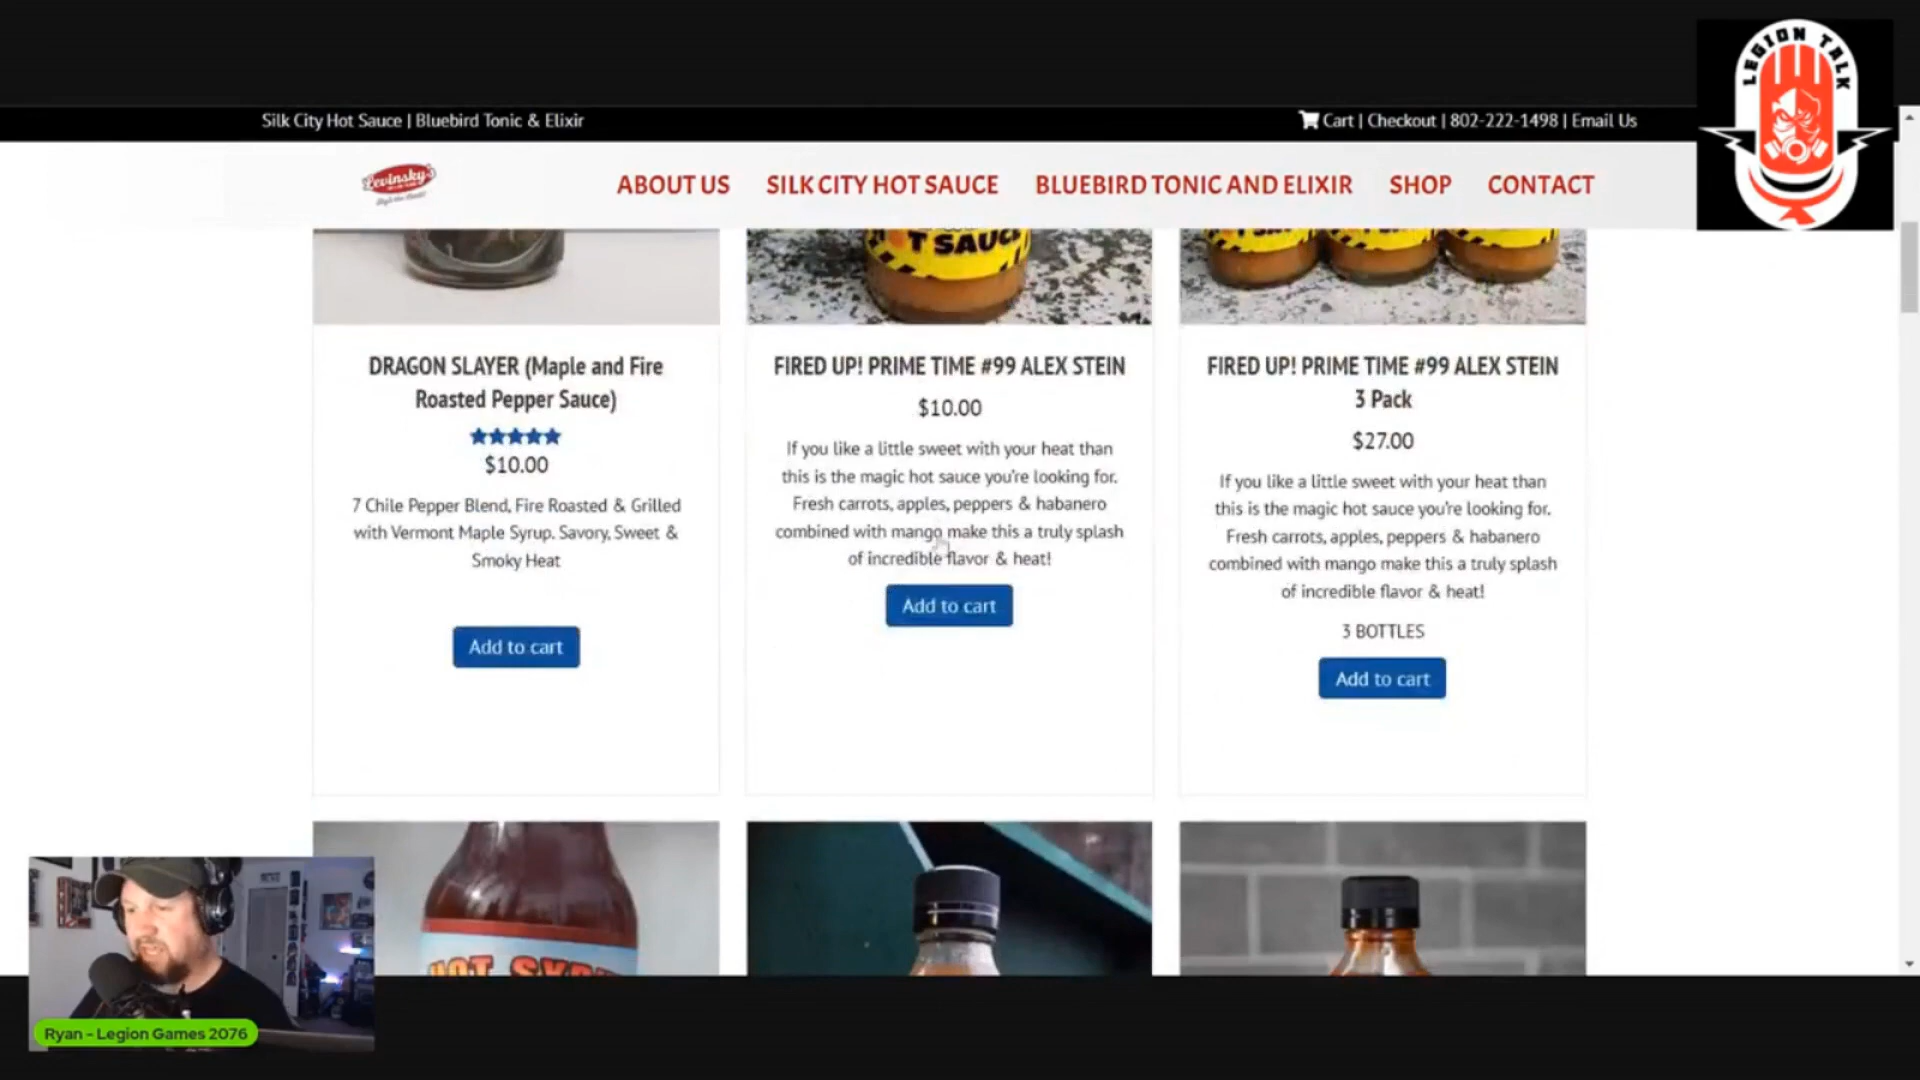 LEGION TALK
Silk City Hot Sauce | Bluebird Tonic & Elixir
Cart | Checkout | 802-222-1498 | Email Us
Levinsky's
ABOUT US
SILK CITY HOT SAUCE
BLUEBIRD TONIC AND ELIXIR
SHOP
CONTACT
T SAUCE
DRAGON SLAYER (Maple and Fire
Roasted Pepper Sauce)
$10.00
7 Chile Pepper Blend, Fire Roasted & Grilled
with Vermont Maple Syrup. Savory, Sweet &
Smoky Heat
Add to cart
FIRED UP! PRIME TIME #99 ALEX STEIN
$10.00
If you like a little sweet with your heat than
this is the magic hot sauce you're looking for.
Fresh carrots, apples, peppers & habanero
combined with mango make this a truly splash
of incredible flavor & heat!
Add to cart
FIRED UP! PRIME TIME #99 ALEX STEIN
3 Pack
$27.00
If you like a little sweet with your heat than
this is the magic hot sauce you're looking for.
Fresh carrots, apples, peppers & habanero
combined with mango make this a truly splash
of incredible flavor & heat!
3 BOTTLES
Add to cart
HOT SY
Ryan - Legion Games 2076